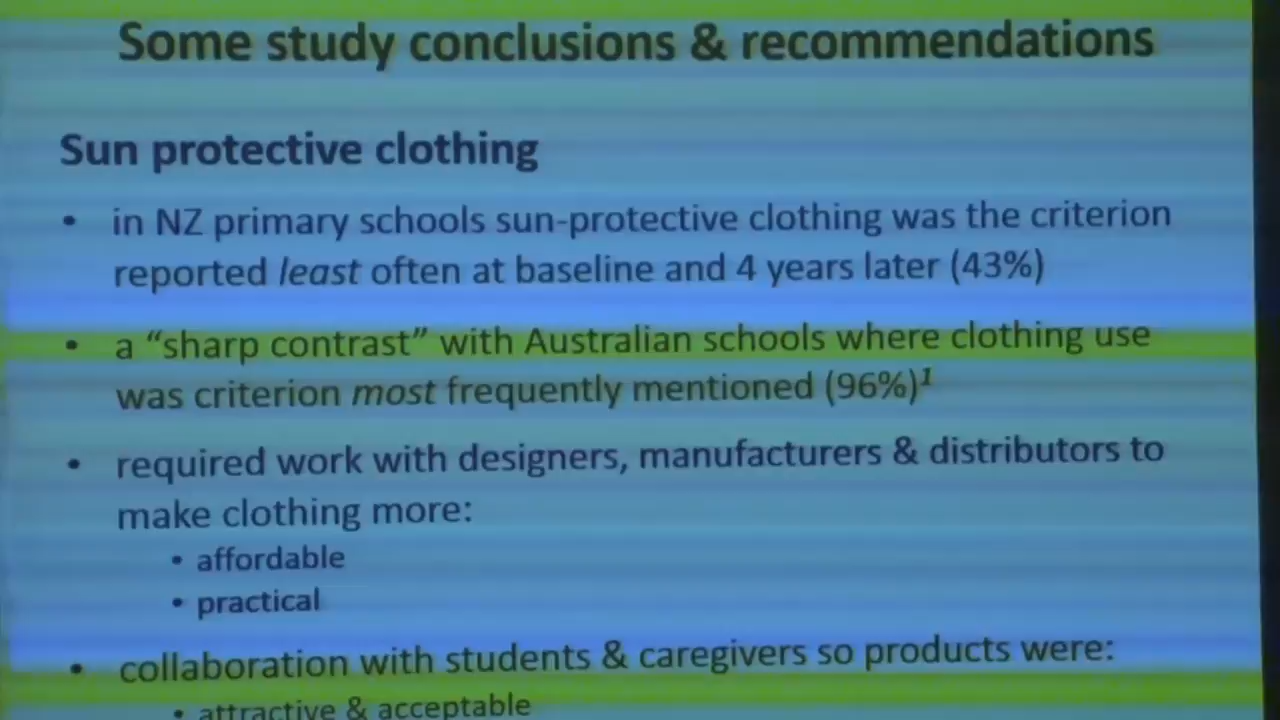 Some study conclusions & recommendations
Sun protective clothing
• in NZ primary schools sun-protective clothing was the criterion
reported least often at baseline and 4 years later (43%)
• a “sharp contrast” with Australian schools where clothing use
was criterion most frequently mentioned (96%)¹
• required work with designers, manufacturers & distributors to
make clothing more:
• affordable
• practical
• collaboration with students & caregivers so products were:
• attractive & acceptable